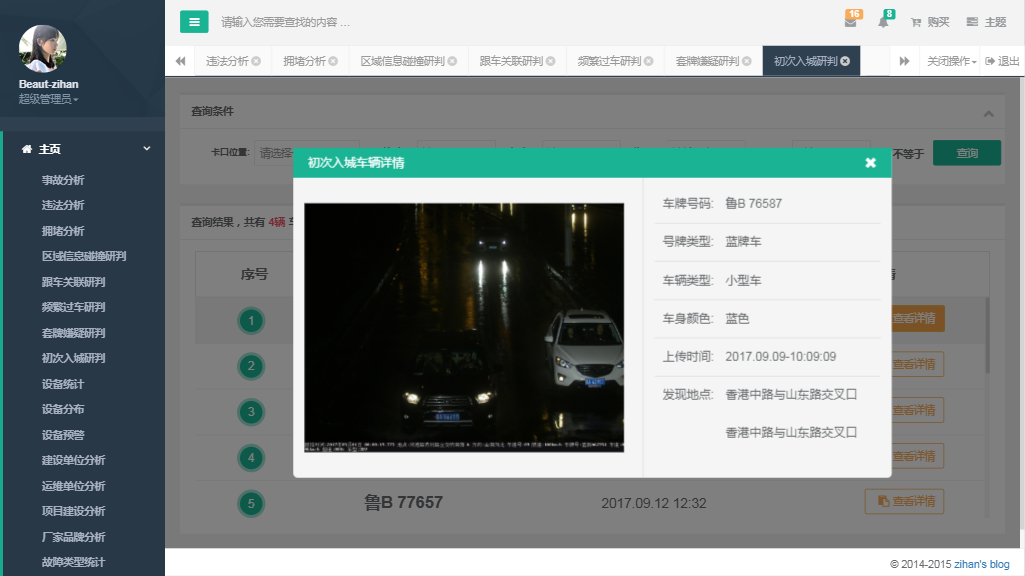 请输入您需要查找的内容 …
16
8
购买
主题
Beaut-zihan
超级管理员
违法分析
拥堵分析
区域信息碰撞研判
跟车关联研判
频繁过车研判
套牌嫌疑研判
初次入城研判
关闭操作
退出
主页
事故分析
违法分析
拥堵分析
区域信息碰撞研判
跟车关联研判
频繁过车研判
套牌嫌疑研判
初次入城研判
设备统计
设备分布
设备预警
建设单位分析
运维单位分析
项目建设分析
厂家品牌分析
故障类型统计
查询条件
卡口位置:
请选择
不等于
查询
查询结果，共有 4辆
序号
1
查看详情
2
查看详情
3
查看详情
4
查看详情
5
鲁B 77657
2017.09.12 12:32
查看详情
初次入城车辆详情
车牌号码: 鲁B 76587
号牌类型: 蓝牌车
车辆类型: 小型车
车身颜色: 蓝色
上传时间: 2017.09.09-10:09:09
发现地点: 香港中路与山东路交叉口
香港中路与山东路交叉口
© 2014-2015 zihan's blog